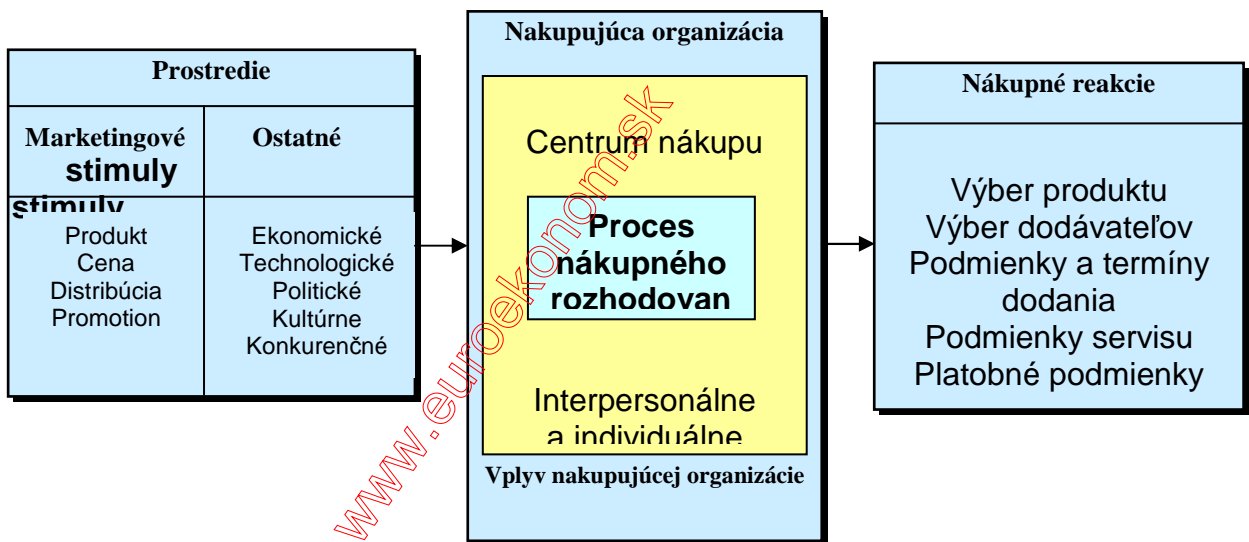 Prostredie
Marketingové
stimuly
stimuly
Ostatné
Produkt
Cena
Distribúcia
Promotion
Ekonomické
Technologické
Politické
Kultúrne
Konkurenčné
Nakupujúca organizácia
Centrum nákupu
Proces
nákupného
rozhodovan
Interpersonálne
a individuálne
Vplyv nakupujúcej organizácie
Nákupné reakcie
Výber produktu
Výber dodávateľov
Podmienky a termíny
dodania
Podmienky servisu
Platobné podmienky
www.euroekonom.sk